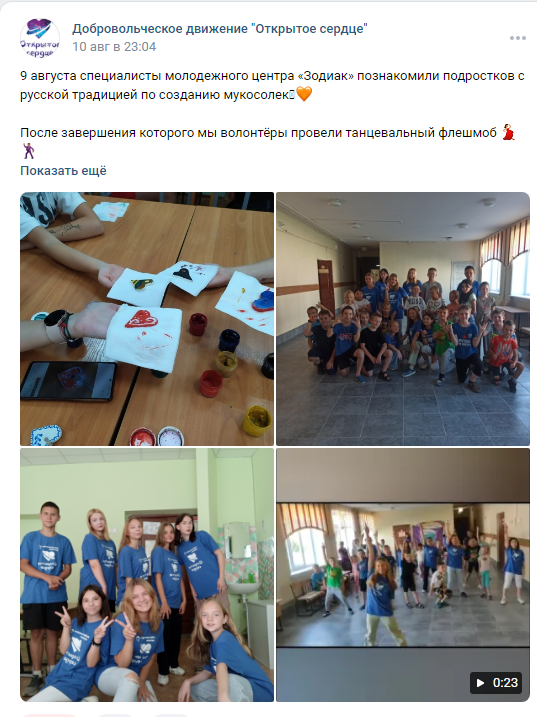 Добровольческое движение "Открытое сердце"
10 авг в 23:04
Открытое
сердце
9 августа специалисты молодежного центра «Зодиак» познакомили подростков с
русской традицией по созданию мукосолек🧡
После завершения которого мы волонтёры провели танцевальный флешмоб 💃
🕺
Показать ещё
0:23